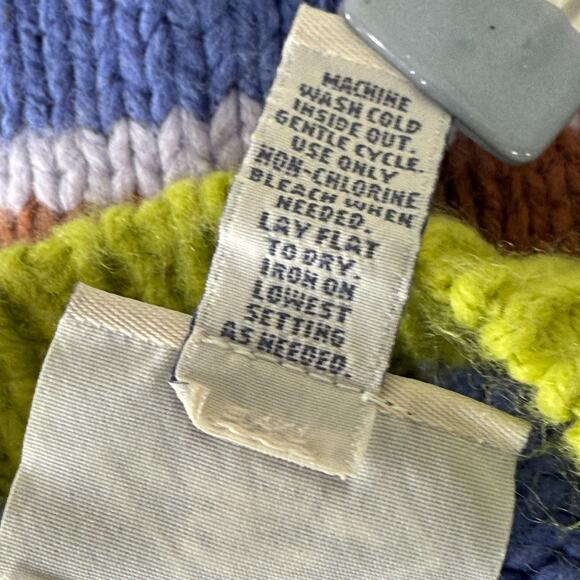 MACHINE
WASH COLD
INSIDE OUT.
GENTLE CYCLE.
USE ONLY
NON-CHLORINE
BLEACH WHEN
NEEDED.
LAY FLAT
TO DRY.
IRON ON
LOWEST
SETTING
AS NEEDED.